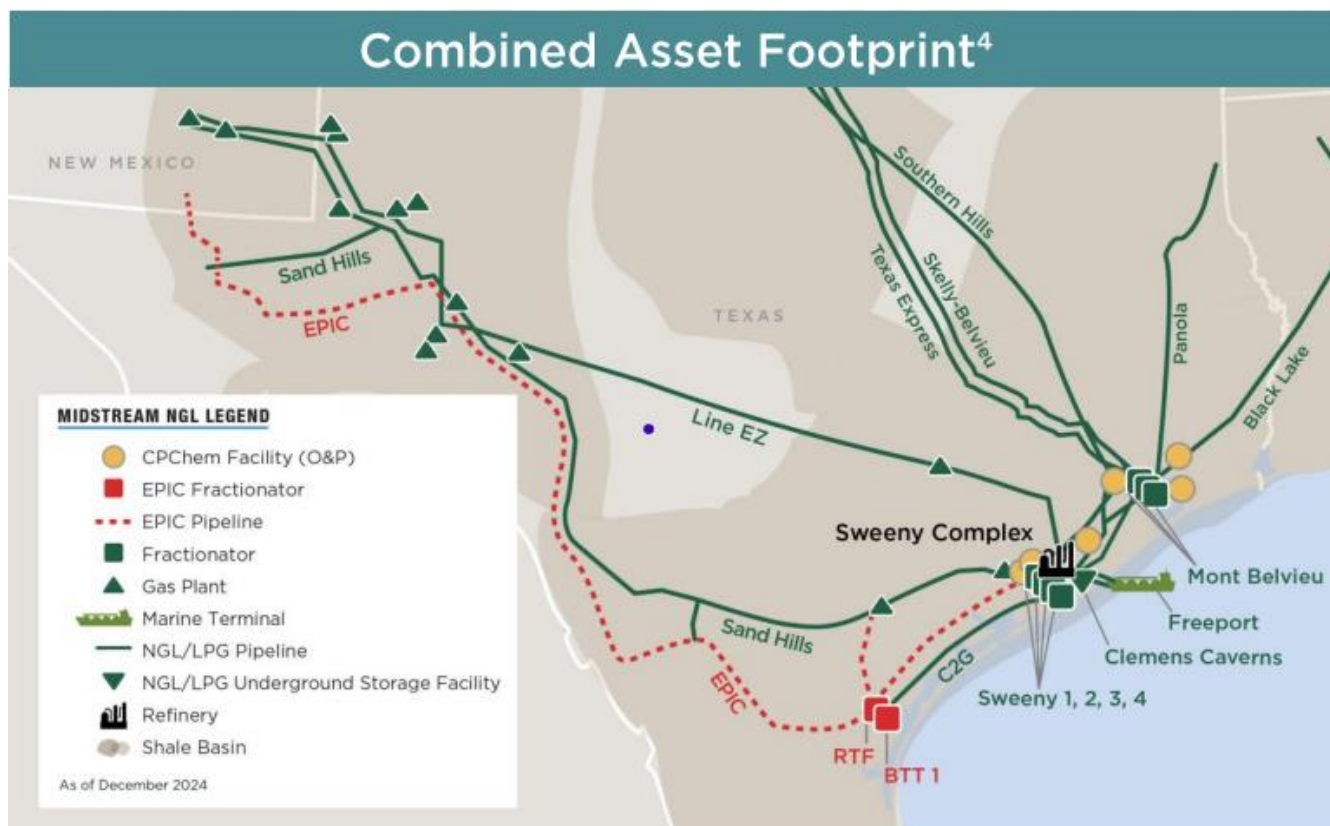 Combined Asset Footprint⁴
NEW MEXICO
Sand Hills
EPIC
TEXAS
Southern Hills
Skelly-Belvieu
Texas Express
Panola
Black Lake
Line EZ
MIDSTREAM NGL LEGEND
CPChem Facility (O&P)
EPIC Fractionator
EPIC Pipeline
Fractionator
Gas Plant
Marine Terminal
NGL/LPG Pipeline
NGL/LPG Underground Storage Facility
Refinery
Shale Basin
As of December 2024
Sweeny Complex
Mont Belvieu
Freeport
Clemens Caverns
Sand Hills
C2G
Sweeny 1, 2, 3, 4
EPIC
RTF
BTT 1